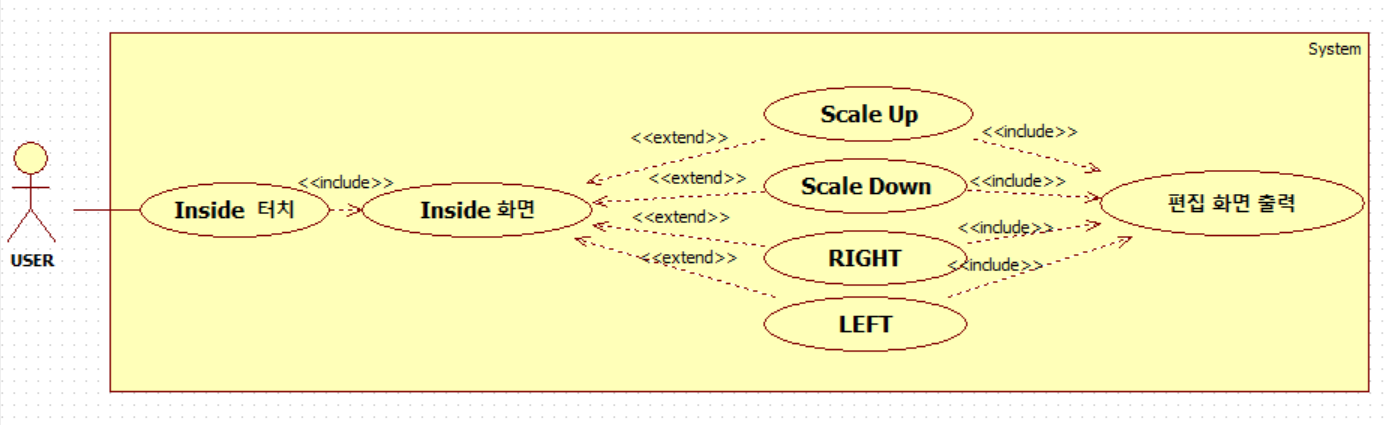 System
Scale Up
<<extend>>
<<include>>
<<extend>>
Scale Down
<<include>>
<<include>>
USER
Inside 터치
Inside 화면
편집 화면 출력
<<extend>>
RIGHT
<<include>>
<<extend>>
<<include>>
LEFT